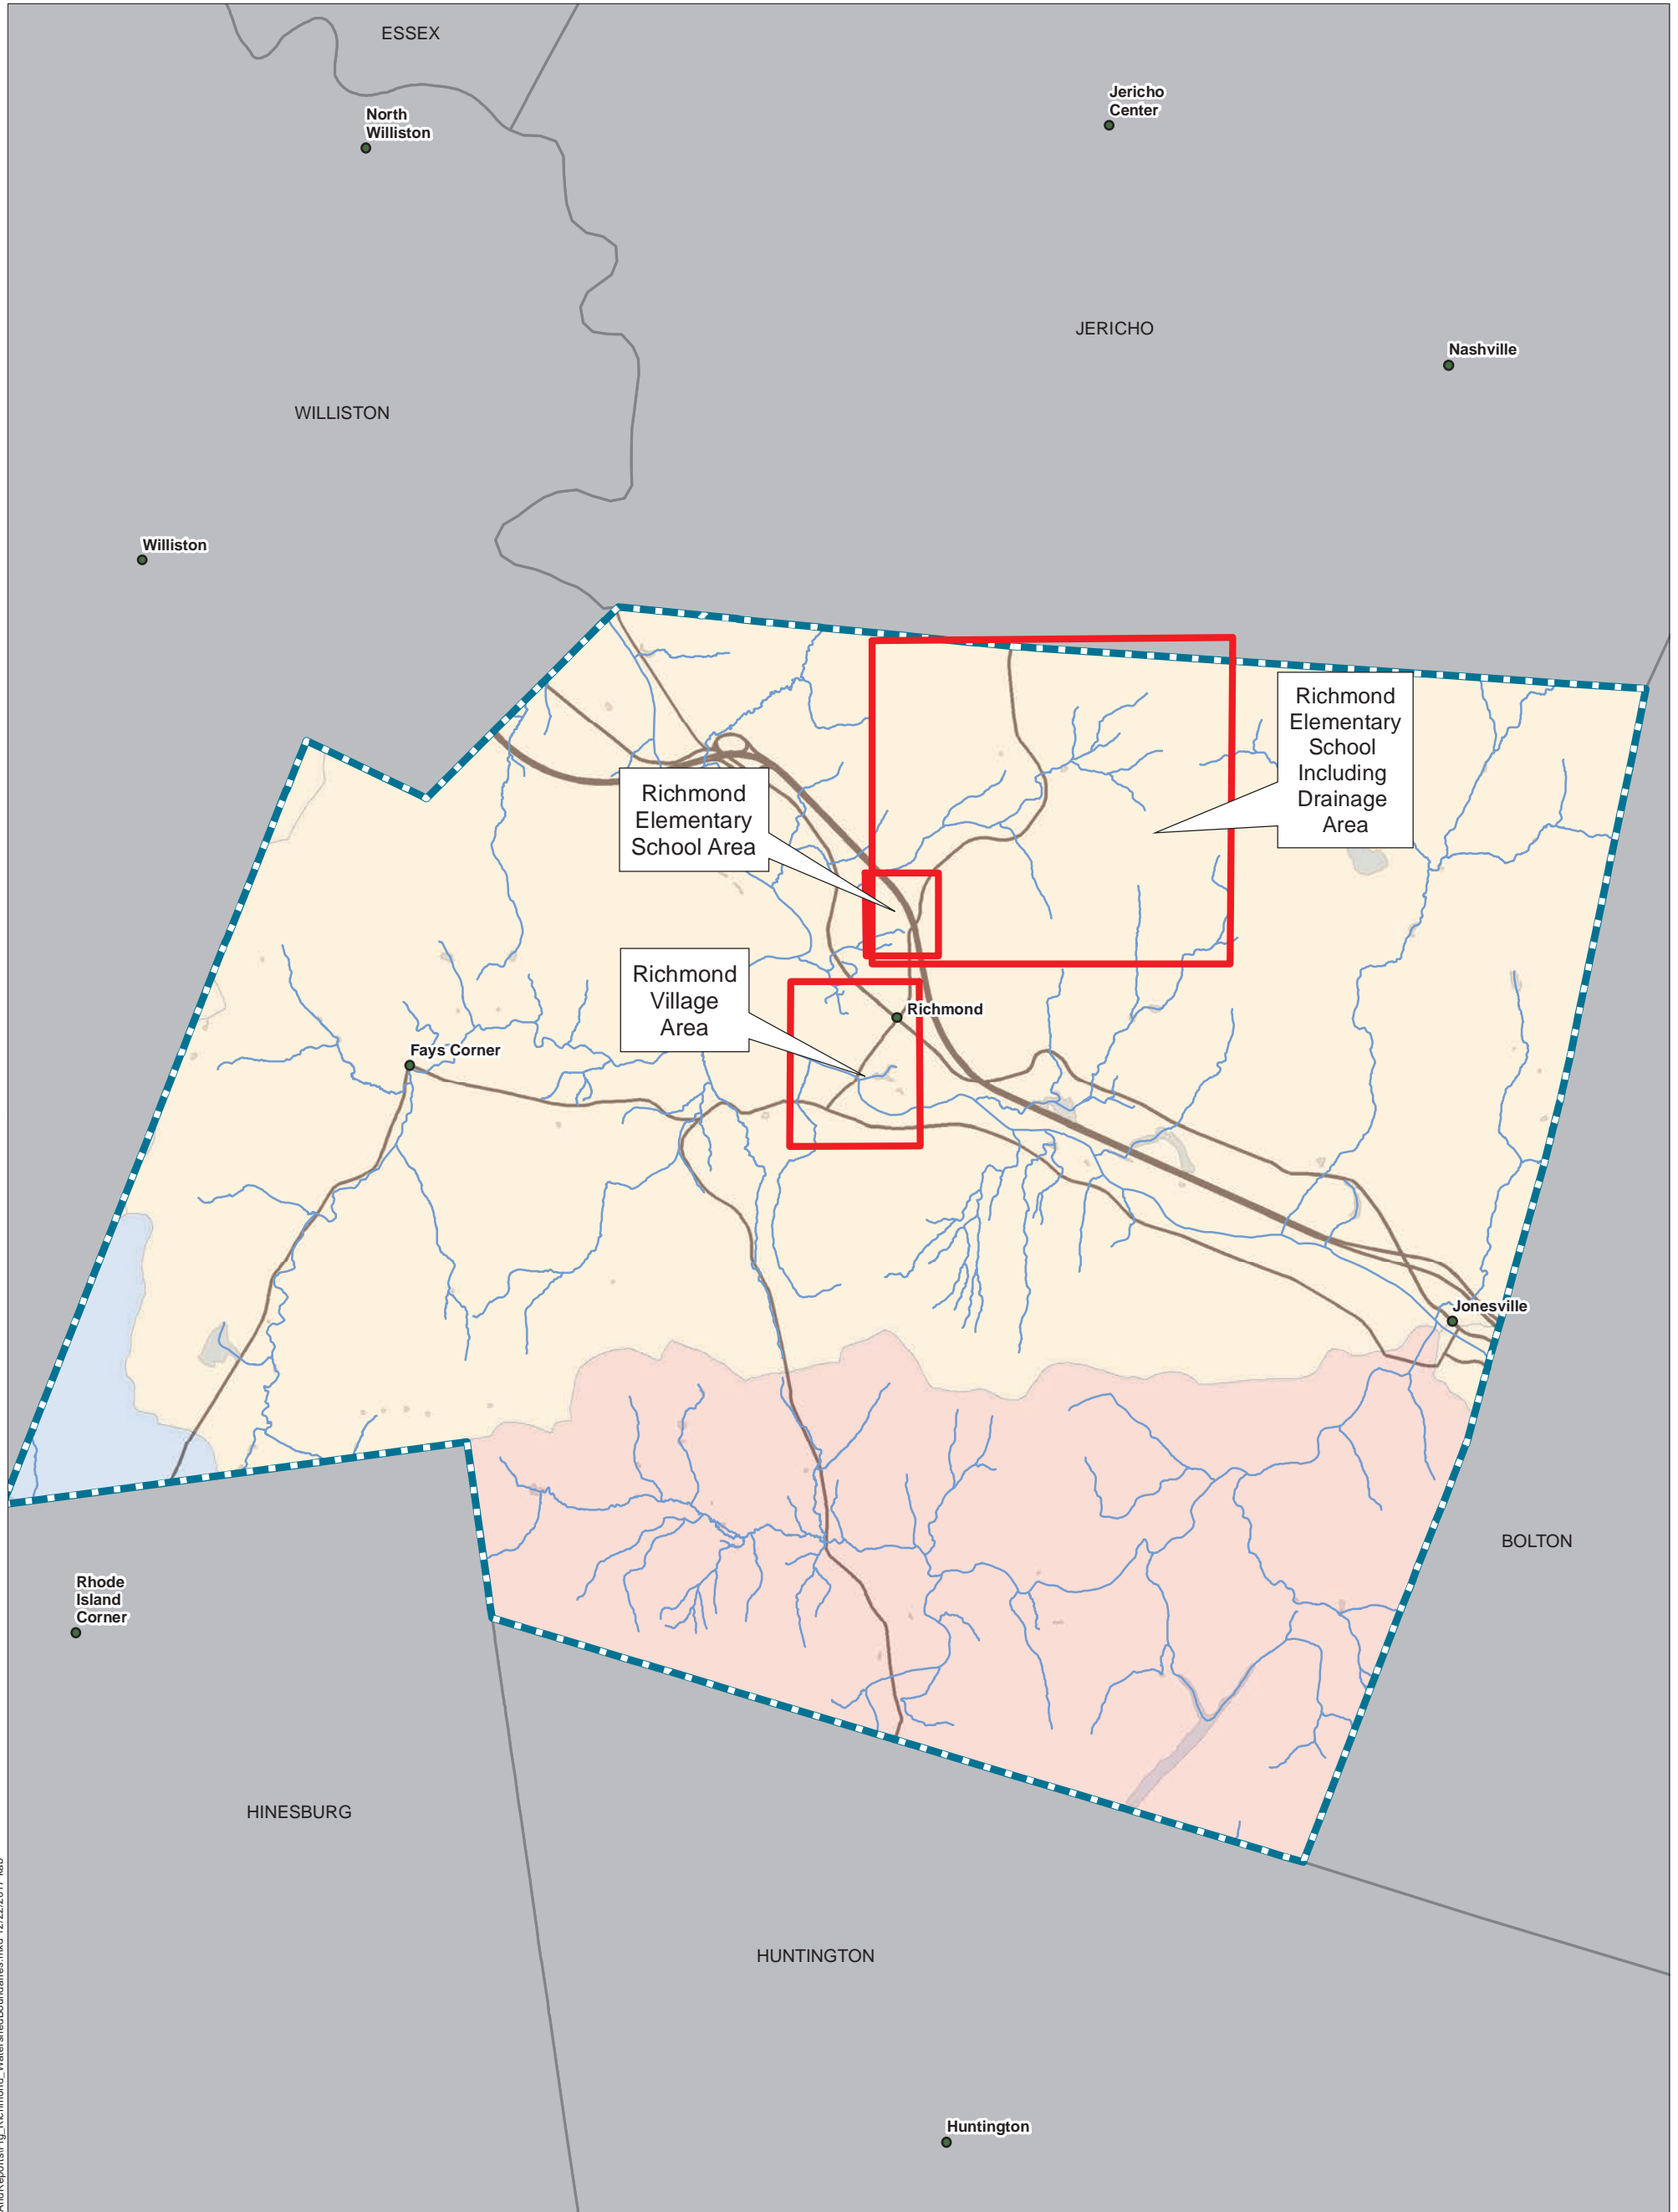 ESSEX
North
Williston
Jericho
Center
JERICHO
Nashville
WILLISTON
Williston
Richmond
Elementary
School
Including
Drainage
Area
Richmond
Elementary
School Area
Richmond
Village
Area
Richmond
Fays Corner
Jonesville
BOLTON
Rhode
Island
Corner
HINESBURG
HUNTINGTON
Huntington